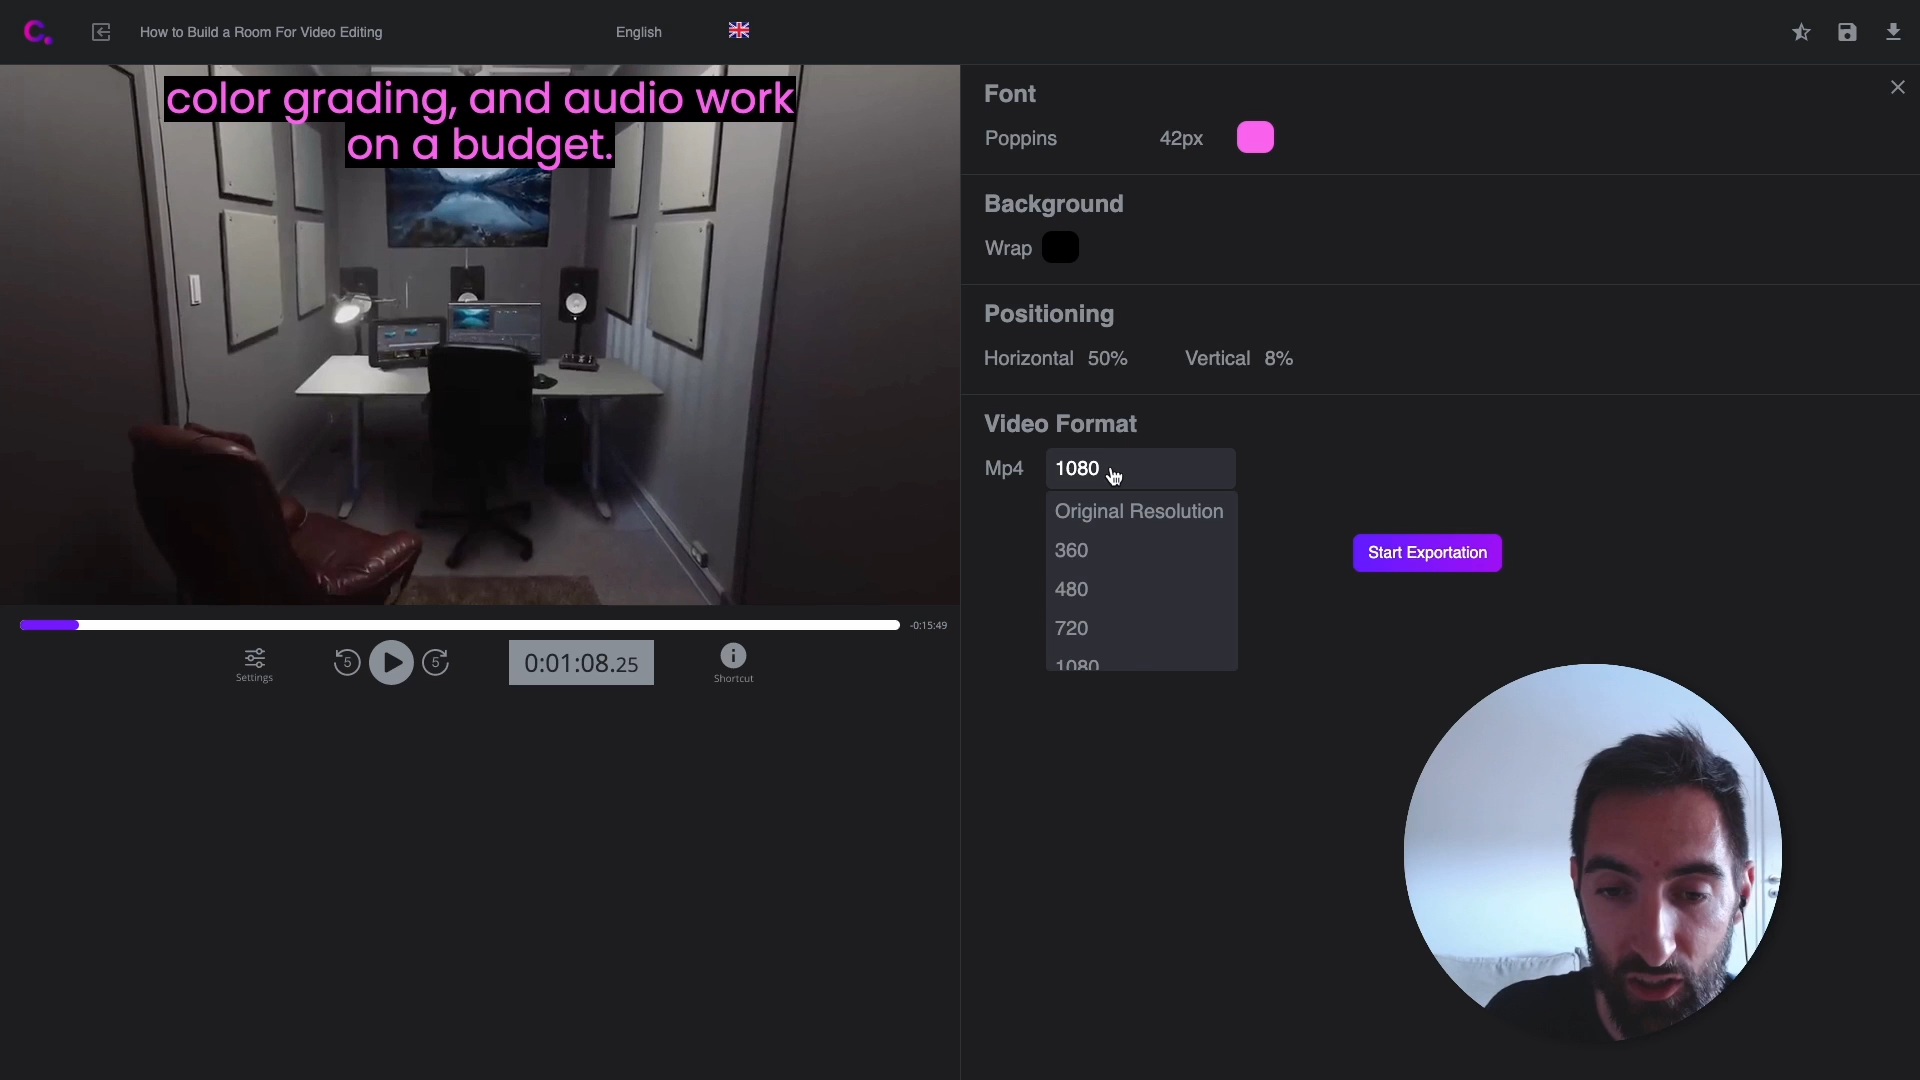 C.
How to Build a Room For Video Editing
English
color grading, and audio work
on a budget.
-0:15:49
Settings
5
5
0:01:08.25
Shortcut
Font
Poppins 42px
Background
Wrap
Positioning
Horizontal 50% Vertical 8%
Video Format
Mp4 1080
Original Resolution
360
480
720
1080
Start Exportation